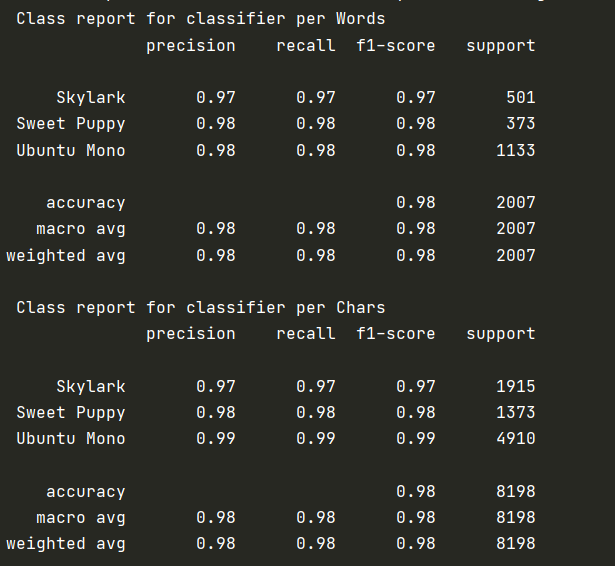 Class report for classifier per Words
precision recall f1-score support
Skylark 0.97 0.97 0.97 501
Sweet Puppy 0.98 0.98 0.98 373
Ubuntu Mono 0.98 0.98 0.98 1133
accuracy 0.98 2007
macro avg 0.98 0.98 0.98 2007
weighted avg 0.98 0.98 0.98 2007
Class report for classifier per Chars
precision recall f1-score support
Skylark 0.97 0.97 0.97 1915
Sweet Puppy 0.98 0.98 0.98 1373
Ubuntu Mono 0.99 0.99 0.99 4910
accuracy 0.98 8198
macro avg 0.98 0.98 0.98 8198
weighted avg 0.98 0.98 0.98 8198